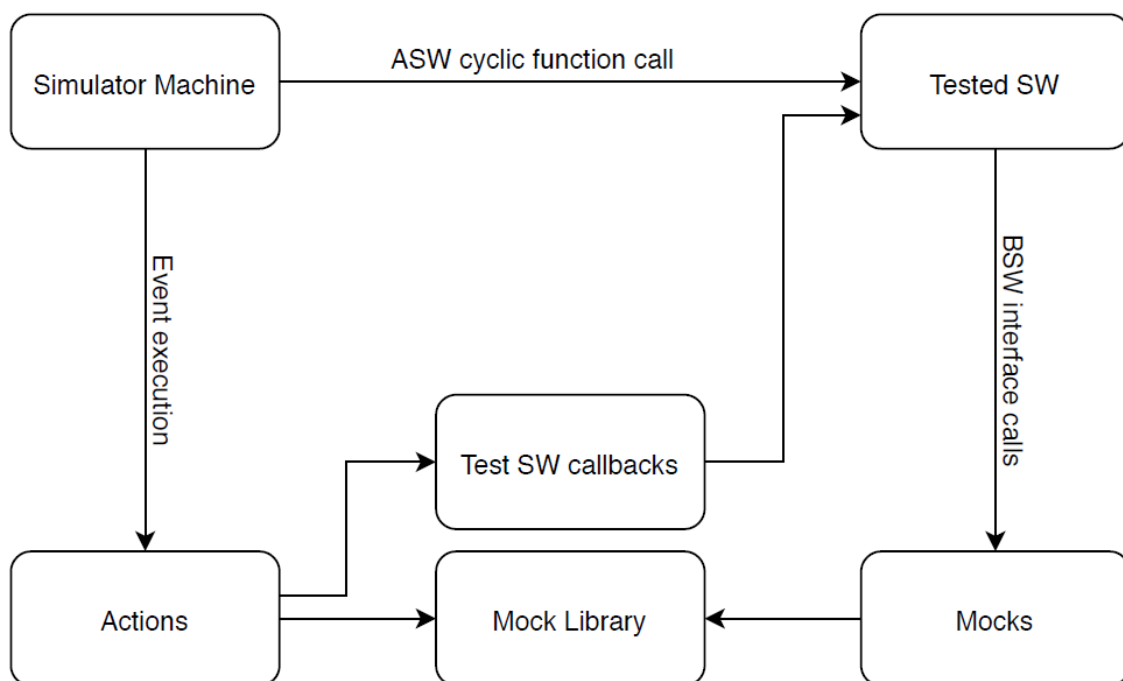 Simulator Machine
ASW cyclic function call
Tested SW
Event execution
BSW interface calls
Test SW callbacks
Actions
Mock Library
Mocks